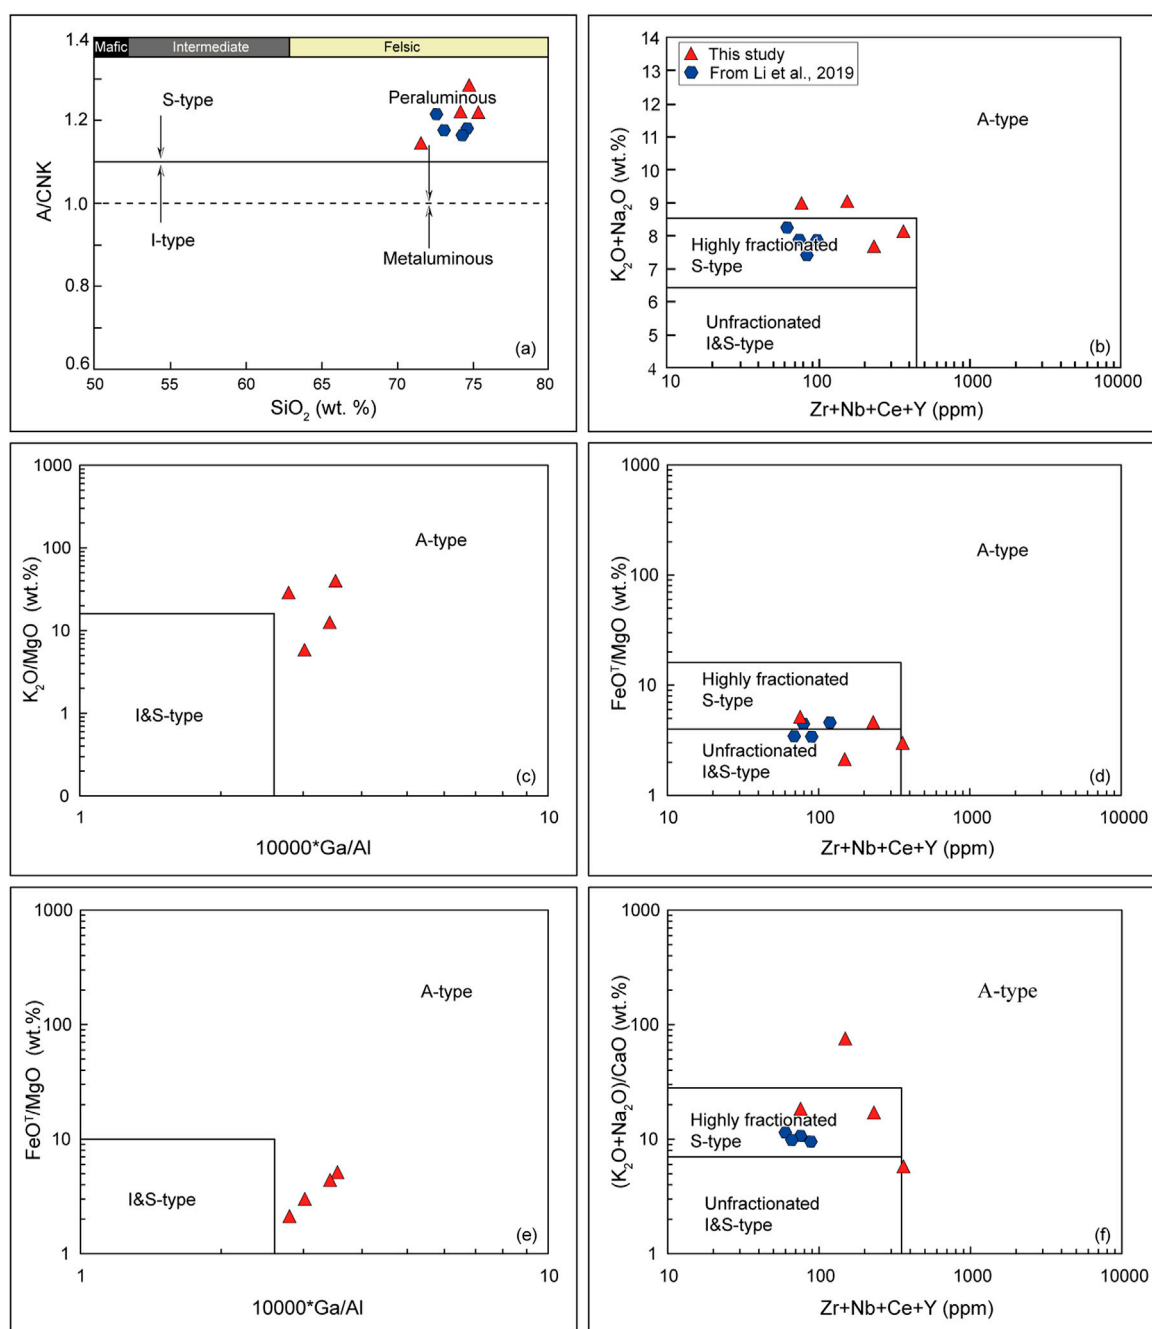 1.4
1.2
1.0
0.8
0.6
A/CNK
Mafic
Intermediate
Felsic
S-type
I-type
Peraluminous
Metaluminous
(a)
50
55
60
65
70
75
80
SiO₂ (wt. %)
14
13
12
11
10
9
8
7
6
5
4
K₂O+Na₂O (wt.%)
This study
From Li et al., 2019
A-type
Highly fractionated
S-type
Unfractionated
I&S-type
(b)
10
100
1000
10000
Zr+Nb+Ce+Y (ppm)
1000
100
10
1
0
K₂O/MgO (wt.%)
A-type
I&S-type
(c)
1
10
10000*Ga/Al
1000
100
10
1
FeOᵀ/MgO (wt.%)
A-type
Highly fractionated
S-type
Unfractionated
I&S-type
(d)
10
100
1000
10000
Zr+Nb+Ce+Y (ppm)
1000
100
10
1
FeOᵀ/MgO (wt.%)
A-type
I&S-type
(e)
1
10
10000*Ga/Al
1000
100
10
1
(K₂O+Na₂O)/CaO (wt.%)
A-type
Highly fractionated
S-type
Unfractionated
I&S-type
(f)
10
100
1000
10000
Zr+Nb+Ce+Y (ppm)